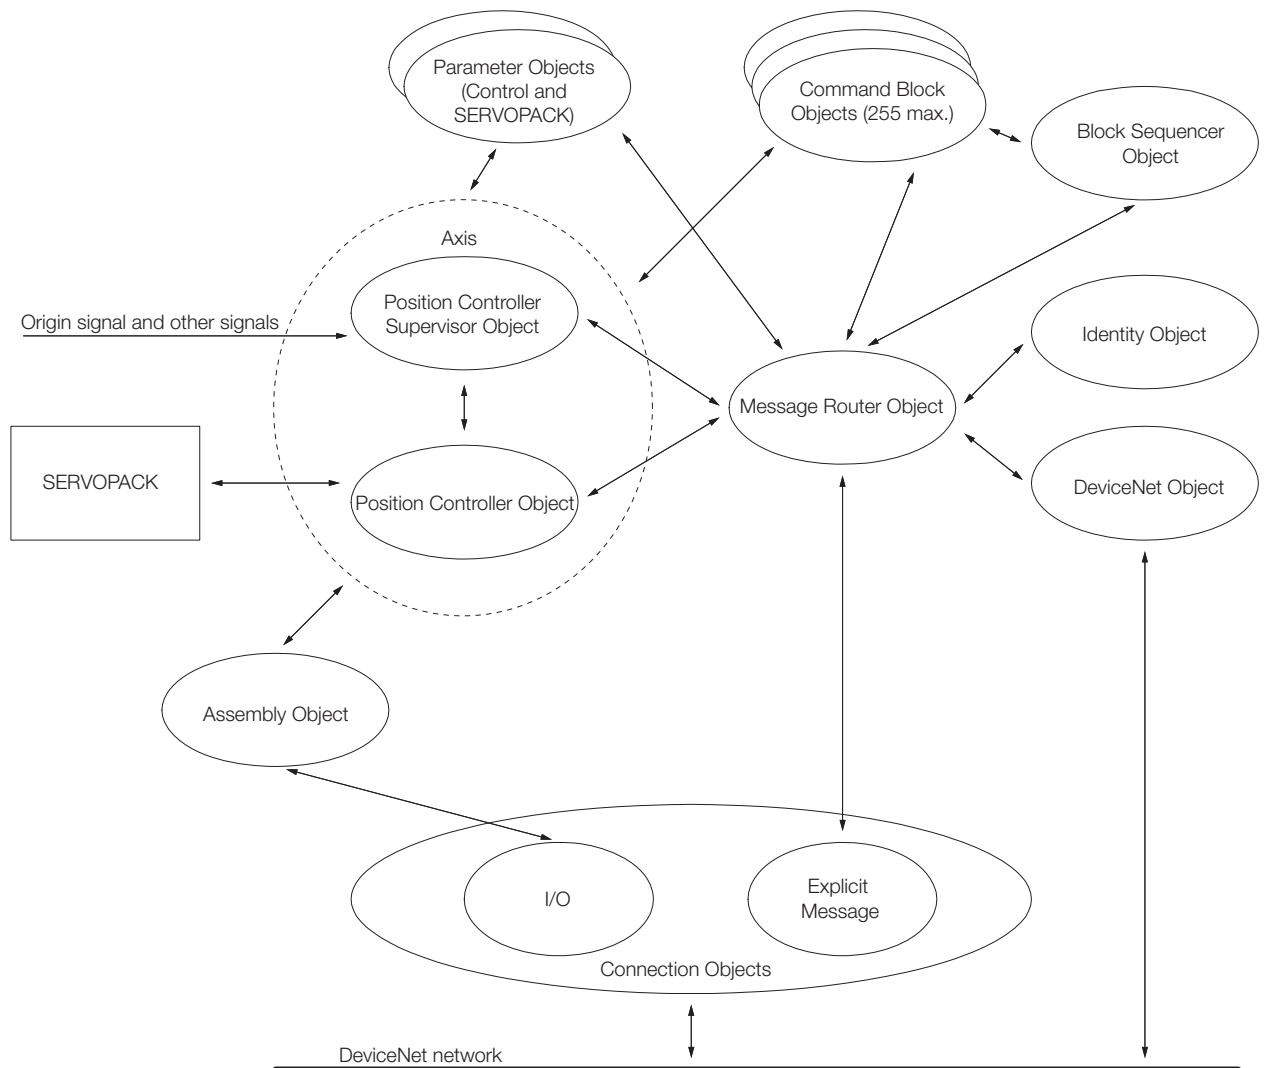 Parameter Objects
(Control and
SERVOPACK)
Command Block
Objects (255 max.)
Block Sequencer
Object
Axis
Position Controller
Supervisor Object
Origin signal and other signals
Identity Object
Message Router Object
SERVOPACK
Position Controller Object
DeviceNet Object
Assembly Object
I/O
Explicit
Message
Connection Objects
DeviceNet network